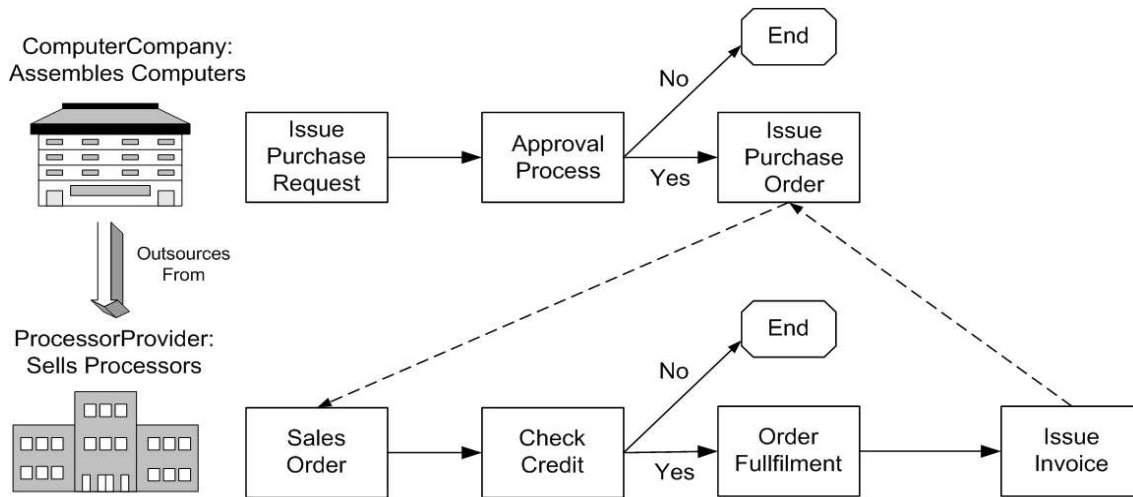 ComputerCompany:
Assembles Computers
End
No
Issue
Purchase
Request
Approval
Process
Yes
Issue
Purchase
Order
Outsources
From
ProcessorProvider:
Sells Processors
End
No
Sales
Order
Check
Credit
Yes
Order
Fullfilment
Issue
Invoice